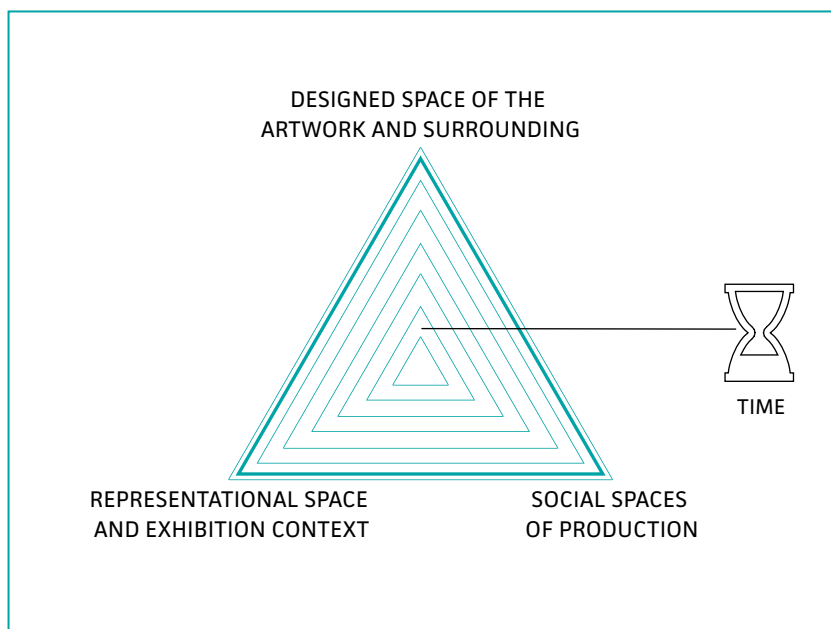 DESIGNED SPACE OF THE
ARTWORK AND SURROUNDING
TIME
REPRESENTATIONAL SPACE
AND EXHIBITION CONTEXT
SOCIAL SPACES
OF PRODUCTION